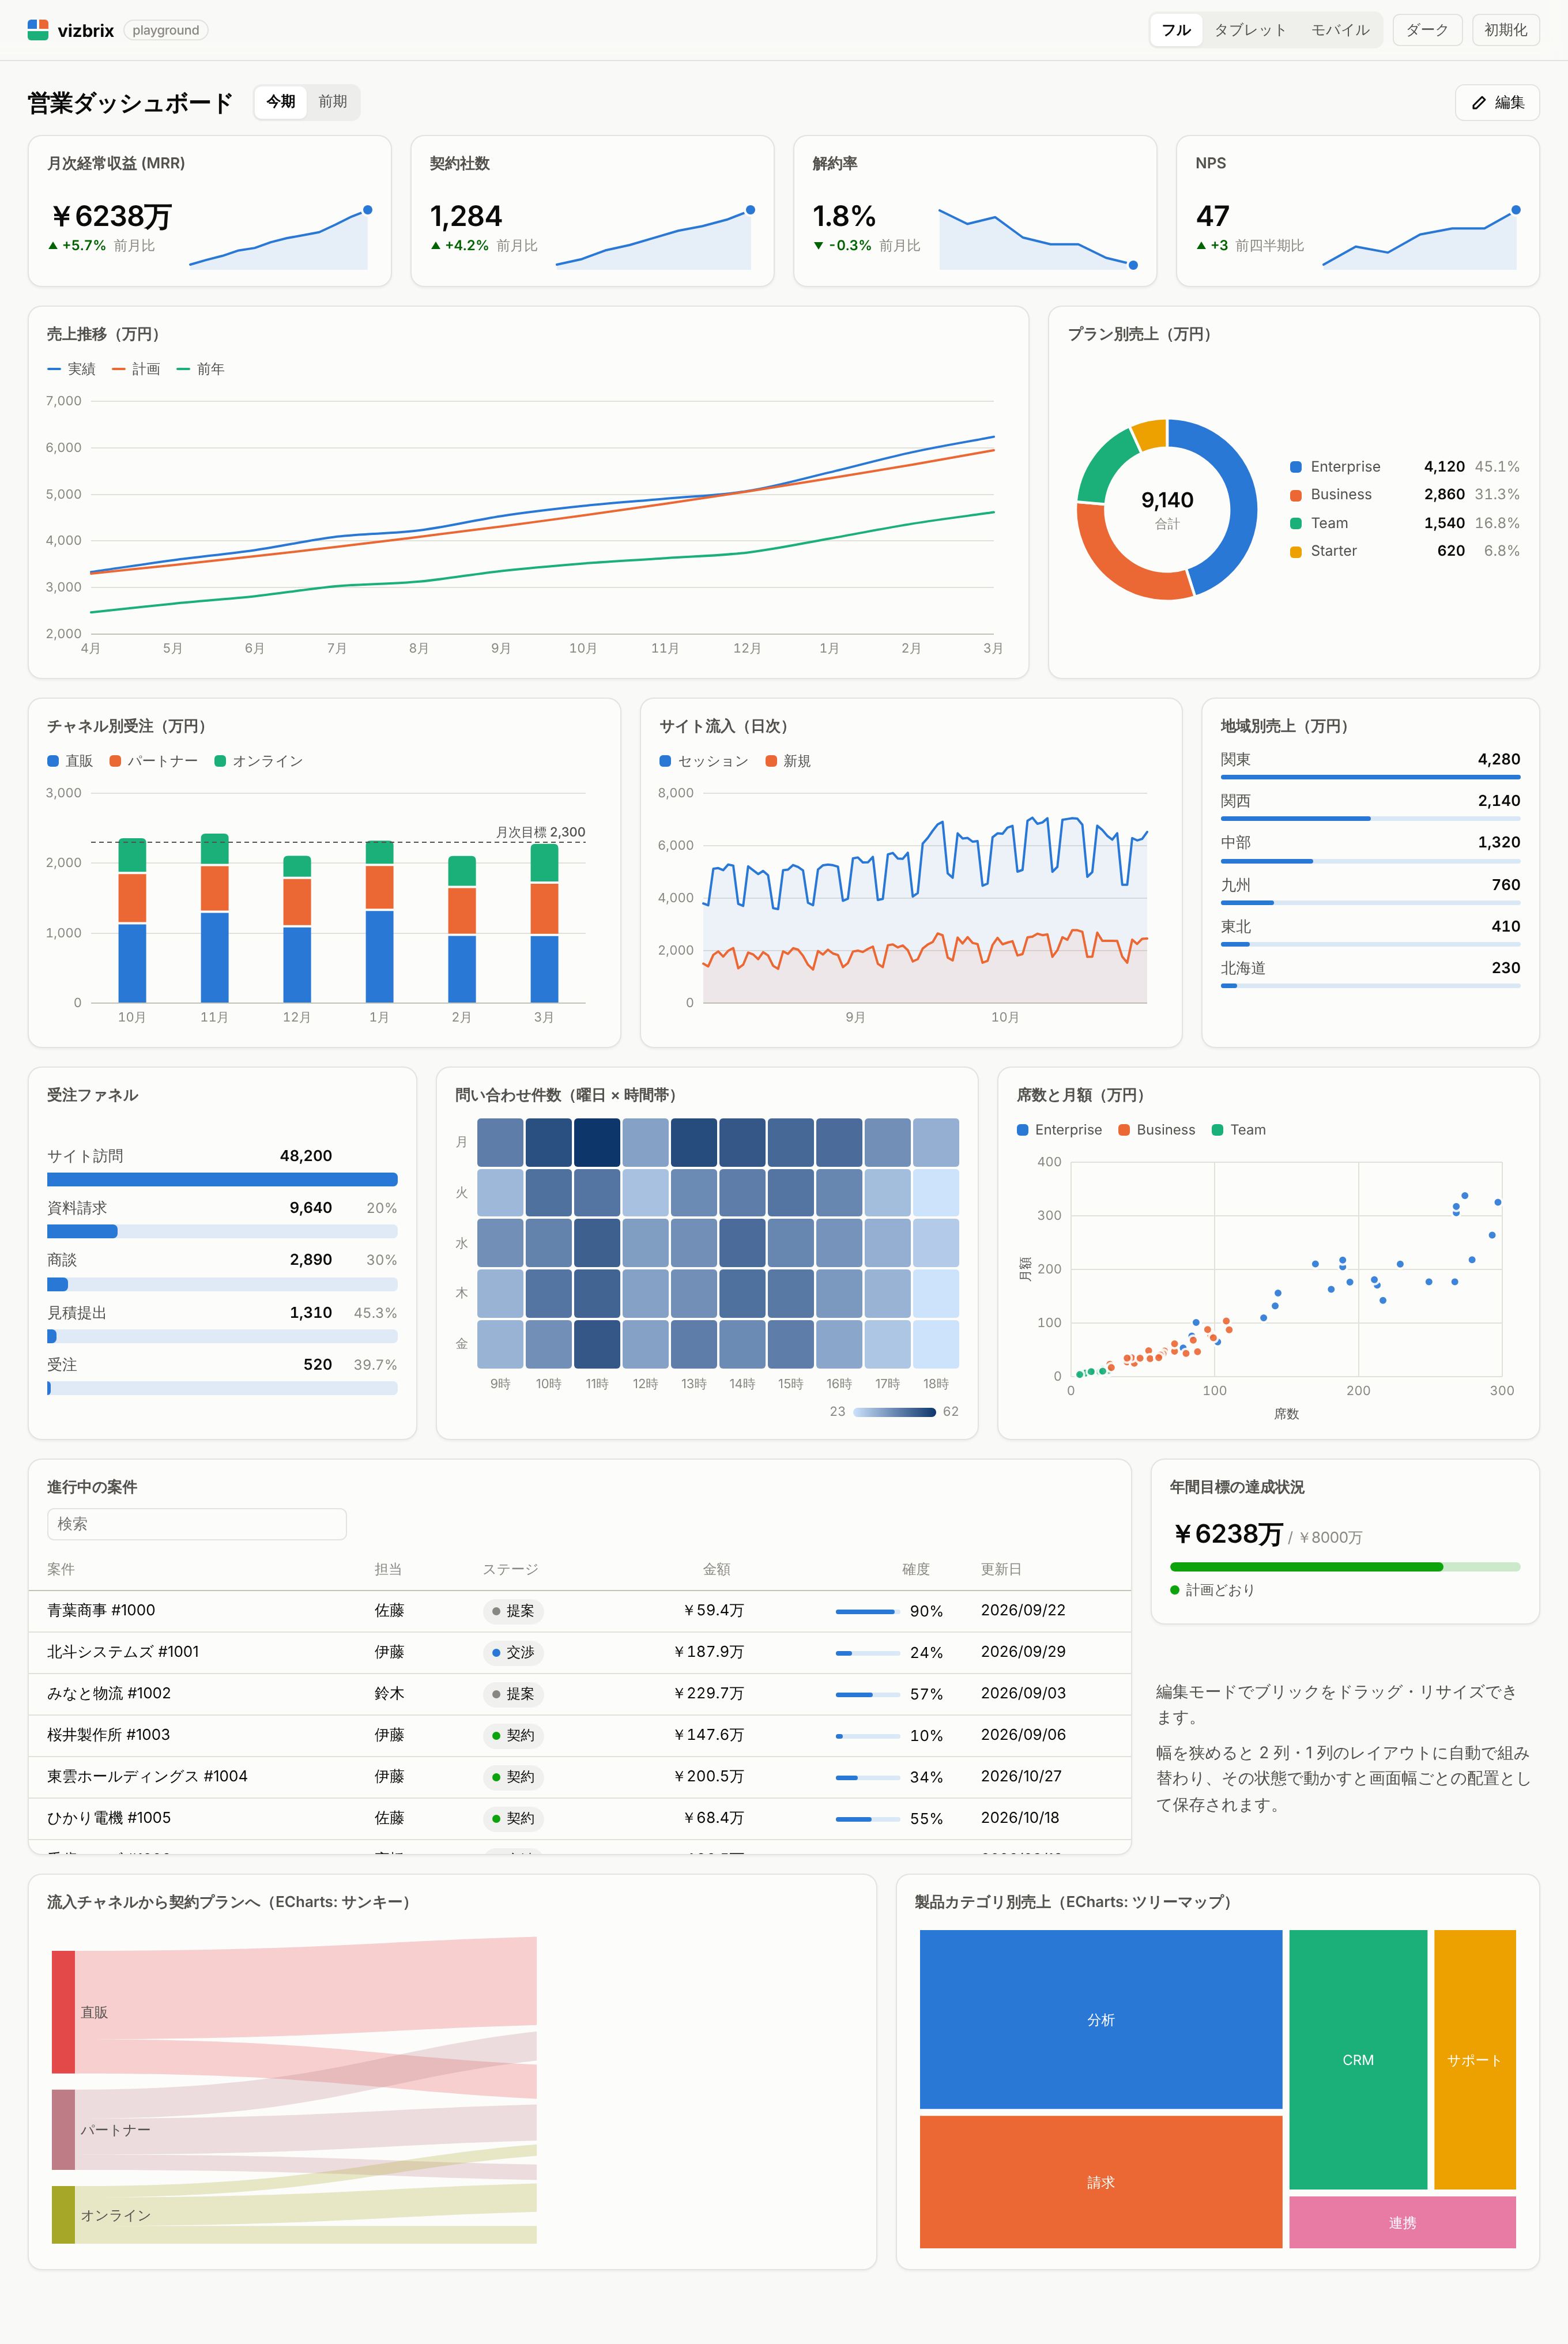 vizbrix playground フル タブレット モバイル ダーク 初期化
営業ダッシュボード 今期 前期 編集
月次経常収益 (MRR)
￥6238万
▲ +5.7% 前月比
契約社数
1,284
▲ +4.2% 前月比
解約率
1.8%
▼ -0.3% 前月比
NPS
47
▲ +3 前四半期比
売上推移（万円）
実績 計画 前年
7,000
6,000
5,000
4,000
3,000
2,000
4月 5月 6月 7月 8月 9月 10月 11月 12月 1月 2月 3月
プラン別売上（万円）
9,140
合計
Enterprise 4,120 45.1%
Business 2,860 31.3%
Team 1,540 16.8%
Starter 620 6.8%
チャネル別受注（万円）
直販 パートナー オンライン
3,000
月次目標 2,300
2,000
1,000
0
10月 11月 12月 1月 2月 3月
サイト流入（日次）
セッション 新規
8,000
6,000
4,000
2,000
0
9月 10月
地域別売上（万円）
関東 4,280
関西 2,140
中部 1,320
九州 760
東北 410
北海道 230
受注ファネル
サイト訪問 48,200
資料請求 9,640 20%
商談 2,890 30%
見積提出 1,310 45.3%
受注 520 39.7%
問い合わせ件数（曜日 × 時間帯）
月
火
水
木
金
9時 10時 11時 12時 13時 14時 15時 16時 17時 18時
23 62
席数と月額（万円）
Enterprise Business Team
400
300
200
100
0
月額
0 100 200 300
席数
進行中の案件
検索
案件 担当 ステージ 金額 確度 更新日
青葉商事 #1000 佐藤 提案 ￥59.4万 90% 2026/09/22
北斗システムズ #1001 伊藤 交渉 ￥187.9万 24% 2026/09/29
みなと物流 #1002 鈴木 提案 ￥229.7万 57% 2026/09/03
桜井製作所 #1003 伊藤 契約 ￥147.6万 10% 2026/09/06
東雲ホールディングス #1004 伊藤 契約 ￥200.5万 34% 2026/10/27
ひかり電機 #1005 佐藤 契約 ￥68.4万 55% 2026/10/18
年間目標の達成状況
￥6238万 / ￥8000万
計画どおり
編集モードでブリックをドラッグ・リサイズでき
ます。
幅を狭めると 2 列・1 列のレイアウトに自動で組み
替わり、その状態で動かすと画面幅ごとの配置とし
て保存されます。
流入チャネルから契約プランへ（ECharts: サンキー）
直販
パートナー
オンライン
製品カテゴリ別売上（ECharts: ツリーマップ）
分析
請求
CRM
サポート
連携